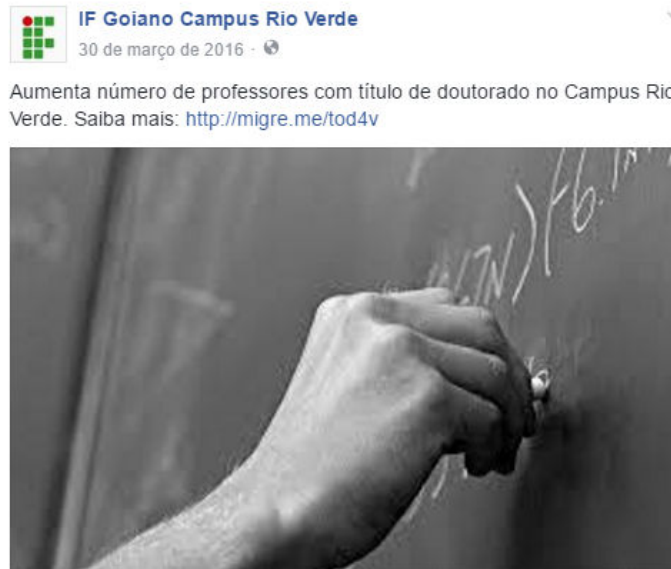 IF Goiano Campus Rio Verde
30 de março de 2016 ·
Aumenta número de professores com título de doutorado no Campus Rio
Verde. Saiba mais: http://migre.me/tod4v